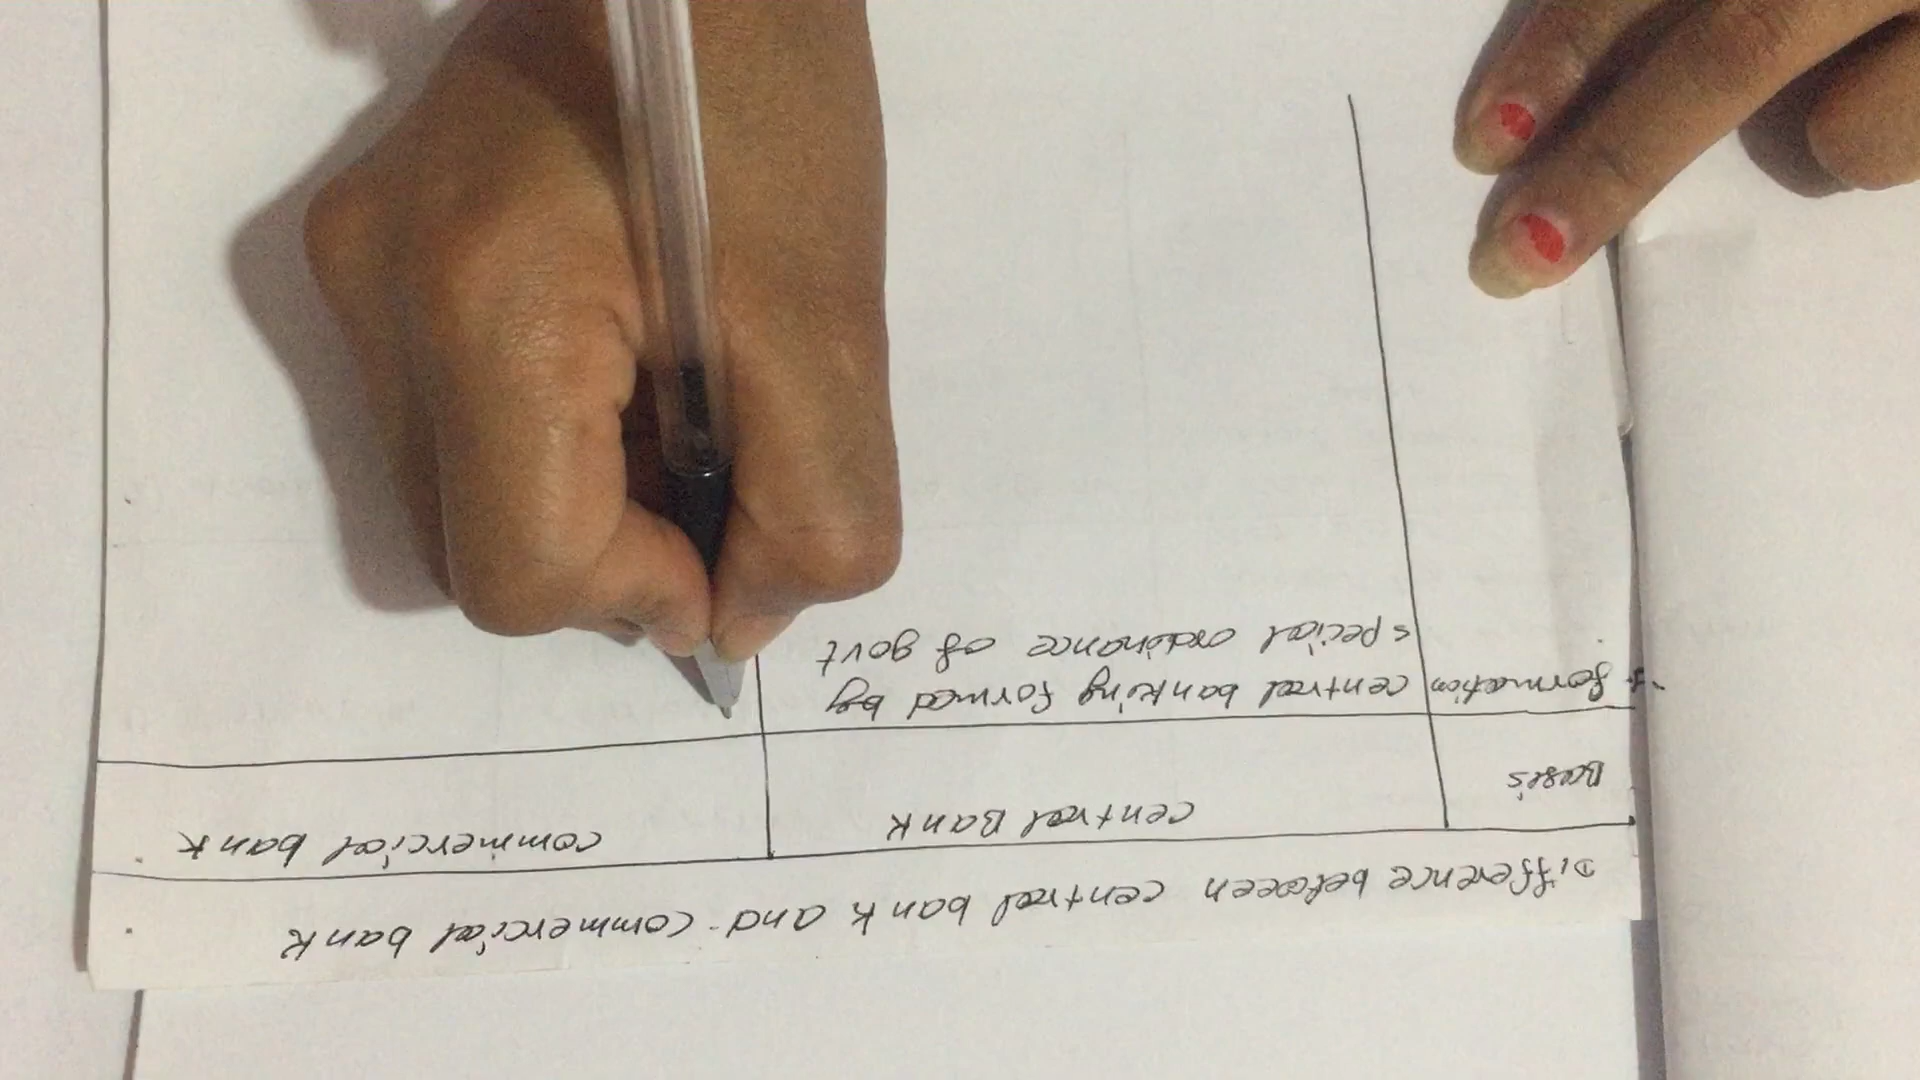 Difference between central bank and commercial bank
Basis
central Bank
commercial bank
1. formation
central banking formed by
special ordinance of govt